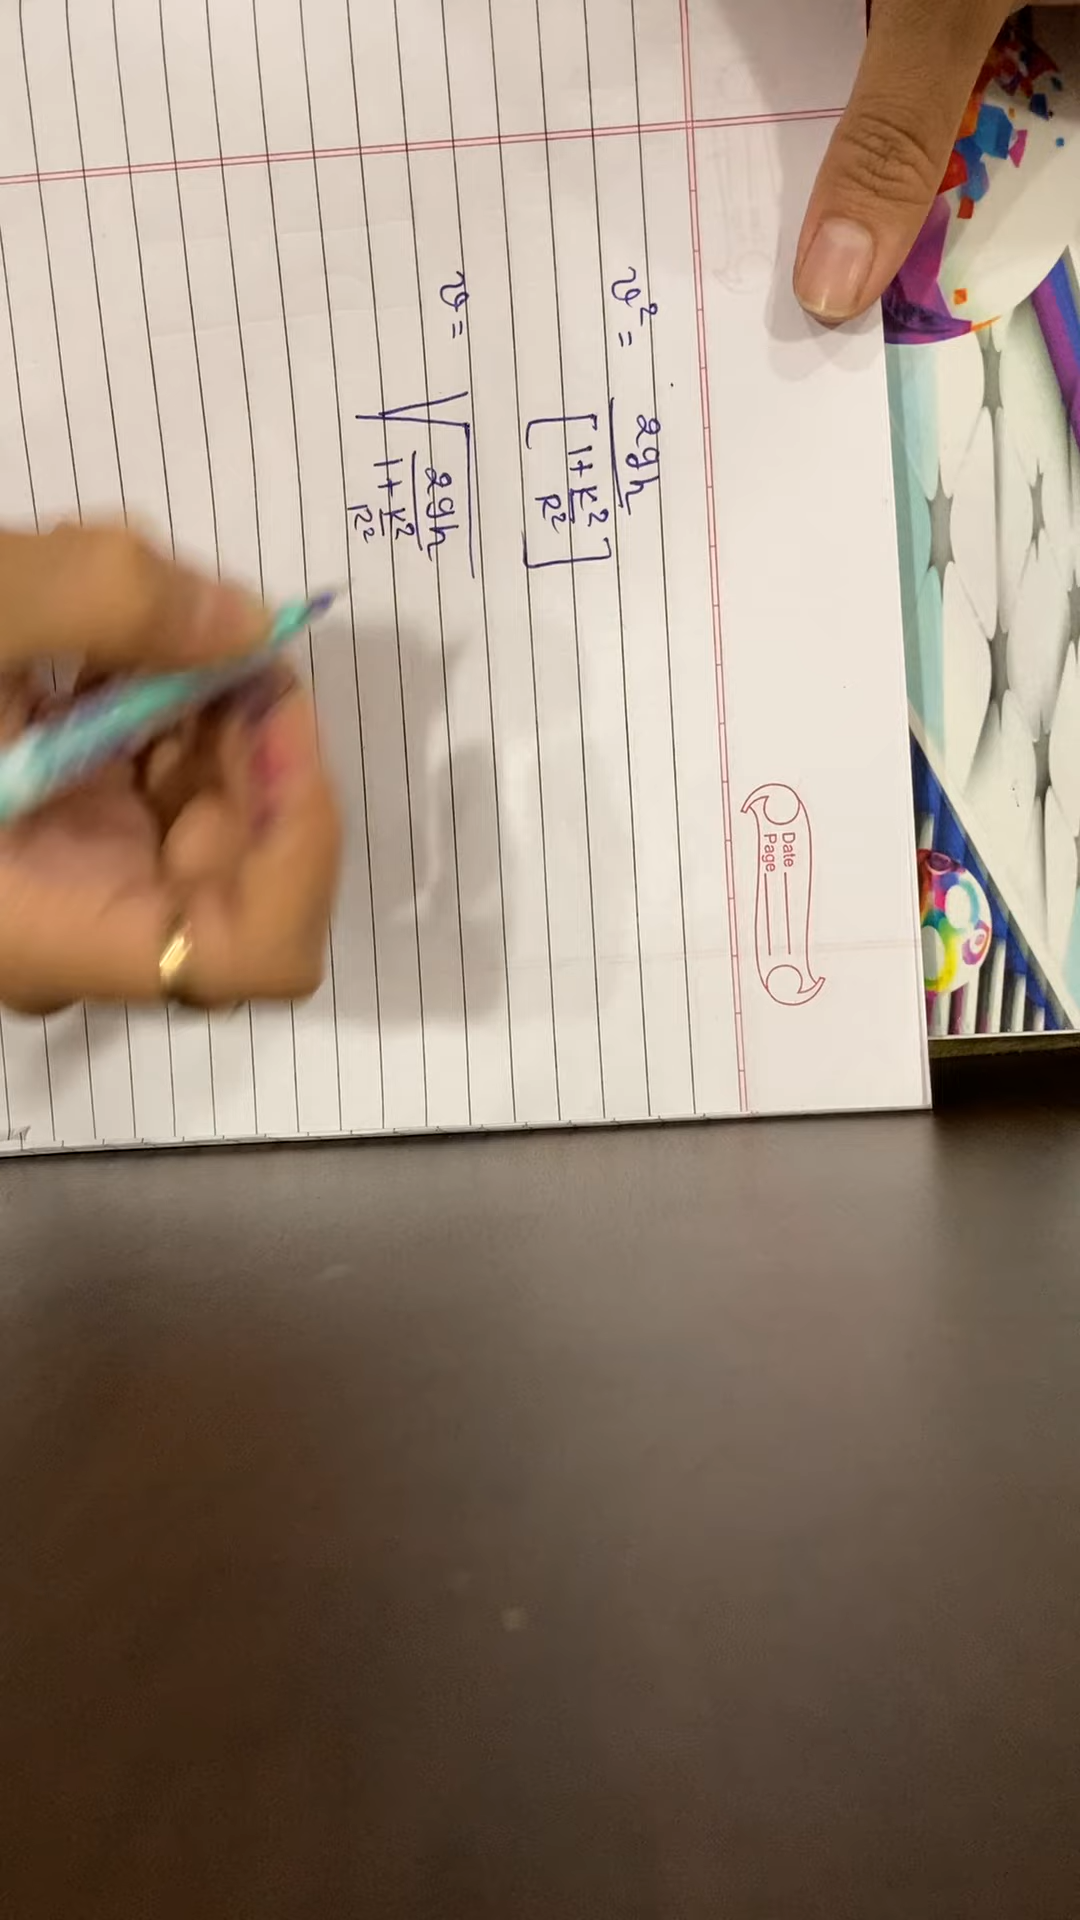 Date
Page
v² = 2gh / [1 + K²/R²]
v = √(2gh / 1 + K²/R²)